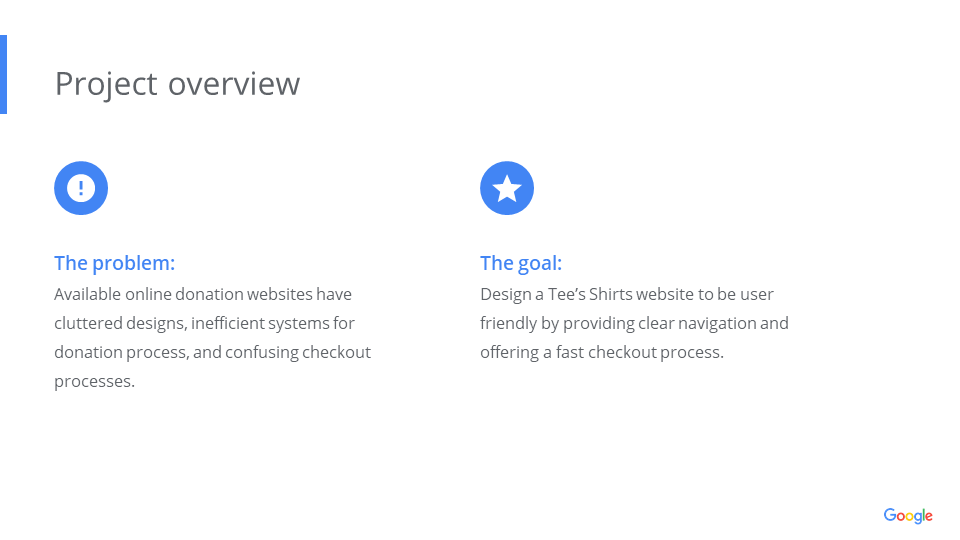 Project overview
The problem:
Available online donation websites have
cluttered designs, inefficient systems for
donation process, and confusing checkout
processes.
The goal:
Design a Tee’s Shirts website to be user
friendly by providing clear navigation and
offering a fast checkout process.
Google